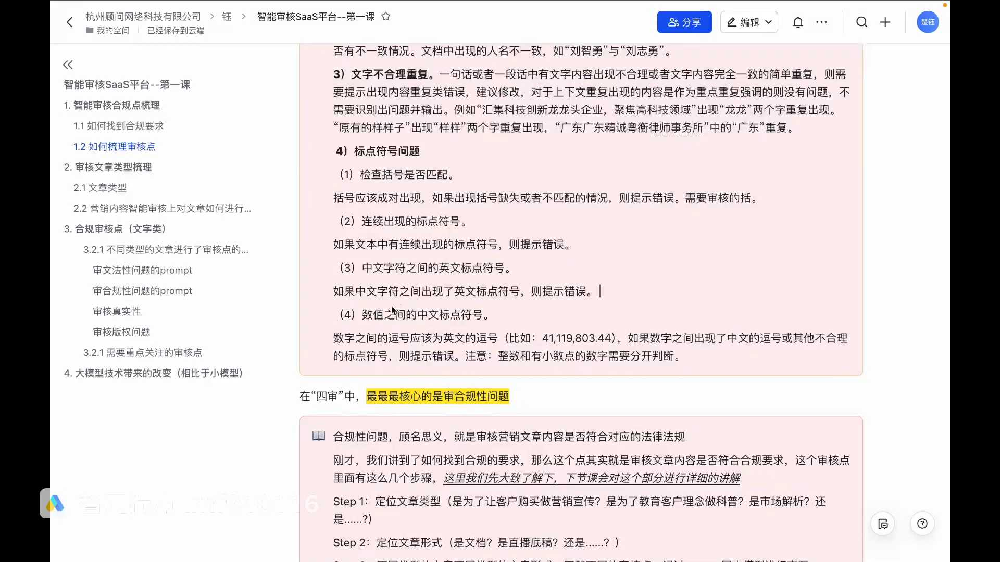 杭州顾问网络科技有限公司 > 钰 > 智能审核SaaS平台--第一课
我的空间 已经保存到云端
分享
编辑
楚钰
智能审核SaaS平台--第一课
1. 智能审核合规点梳理
1.1 如何找到合规要求
1.2 如何梳理审核点
2. 审核文章类型梳理
2.1 文章类型
2.2 营销内容智能审核上对文章如何进行...
3. 合规审核点（文字类）
3.2.1 不同类型的文章进行了审核点的...
审文法性问题的prompt
审合规性问题的prompt
审核真实性
审核版权问题
3.2.1 需要重点关注的审核点
4. 大模型技术带来的改变（相比于小模型）
否有不一致情况。文档中出现的人名不一致，如“刘智勇”与“刘志勇”。
3）文字不合理重复。一句话或者一段话中有文字内容出现不合理或者文字内容完全一致的简单重复，则需
要提示出现内容重复类错误，建议修改，对于上下文重复出现的内容是作为重点重复强调的则没有问题，不
需要识别出问题并输出。例如“汇集科技创新龙龙头企业，聚焦高科技领域”出现“龙龙”两个字重复出现。
“原有的样样子”出现“样样”两个字重复出现，“广东广东精诚粤衡律师事务所”中的“广东”重复。
4）标点符号问题
（1）检查括号是否匹配。
括号应该成对出现，如果出现括号缺失或者不匹配的情况，则提示错误。需要审核的括。
（2）连续出现的标点符号。
如果文本中有连续出现的标点符号，则提示错误。
（3）中文字符之间的英文标点符号。
如果中文字符之间出现了英文标点符号，则提示错误。
（4）数值之间的中文标点符号。
数字之间的逗号应该为英文的逗号（比如：41,119,803.44），如果数字之间出现了中文的逗号或其他不合理
的标点符号，则提示错误。注意：整数和有小数点的数字需要分开判断。
在“四审”中，最最最核心的是审合规性问题
合规性问题，顾名思义，就是审核营销文章内容是否符合对应的法律法规
刚才，我们讲到了如何找到合规的要求，那么这个点其实就是审核文章内容是否符合合规要求，这个审核点
里面有这么几个步骤，这里我们先大致了解下，下节课会对这个部分进行详细的讲解
Step 1：定位文章类型（是为了让客户购买做营销宣传？是为了教育客户理念做科普？是市场解析？还
是......?）
Step 2：定位文章形式（是文档？是直播底稿？还是......？）